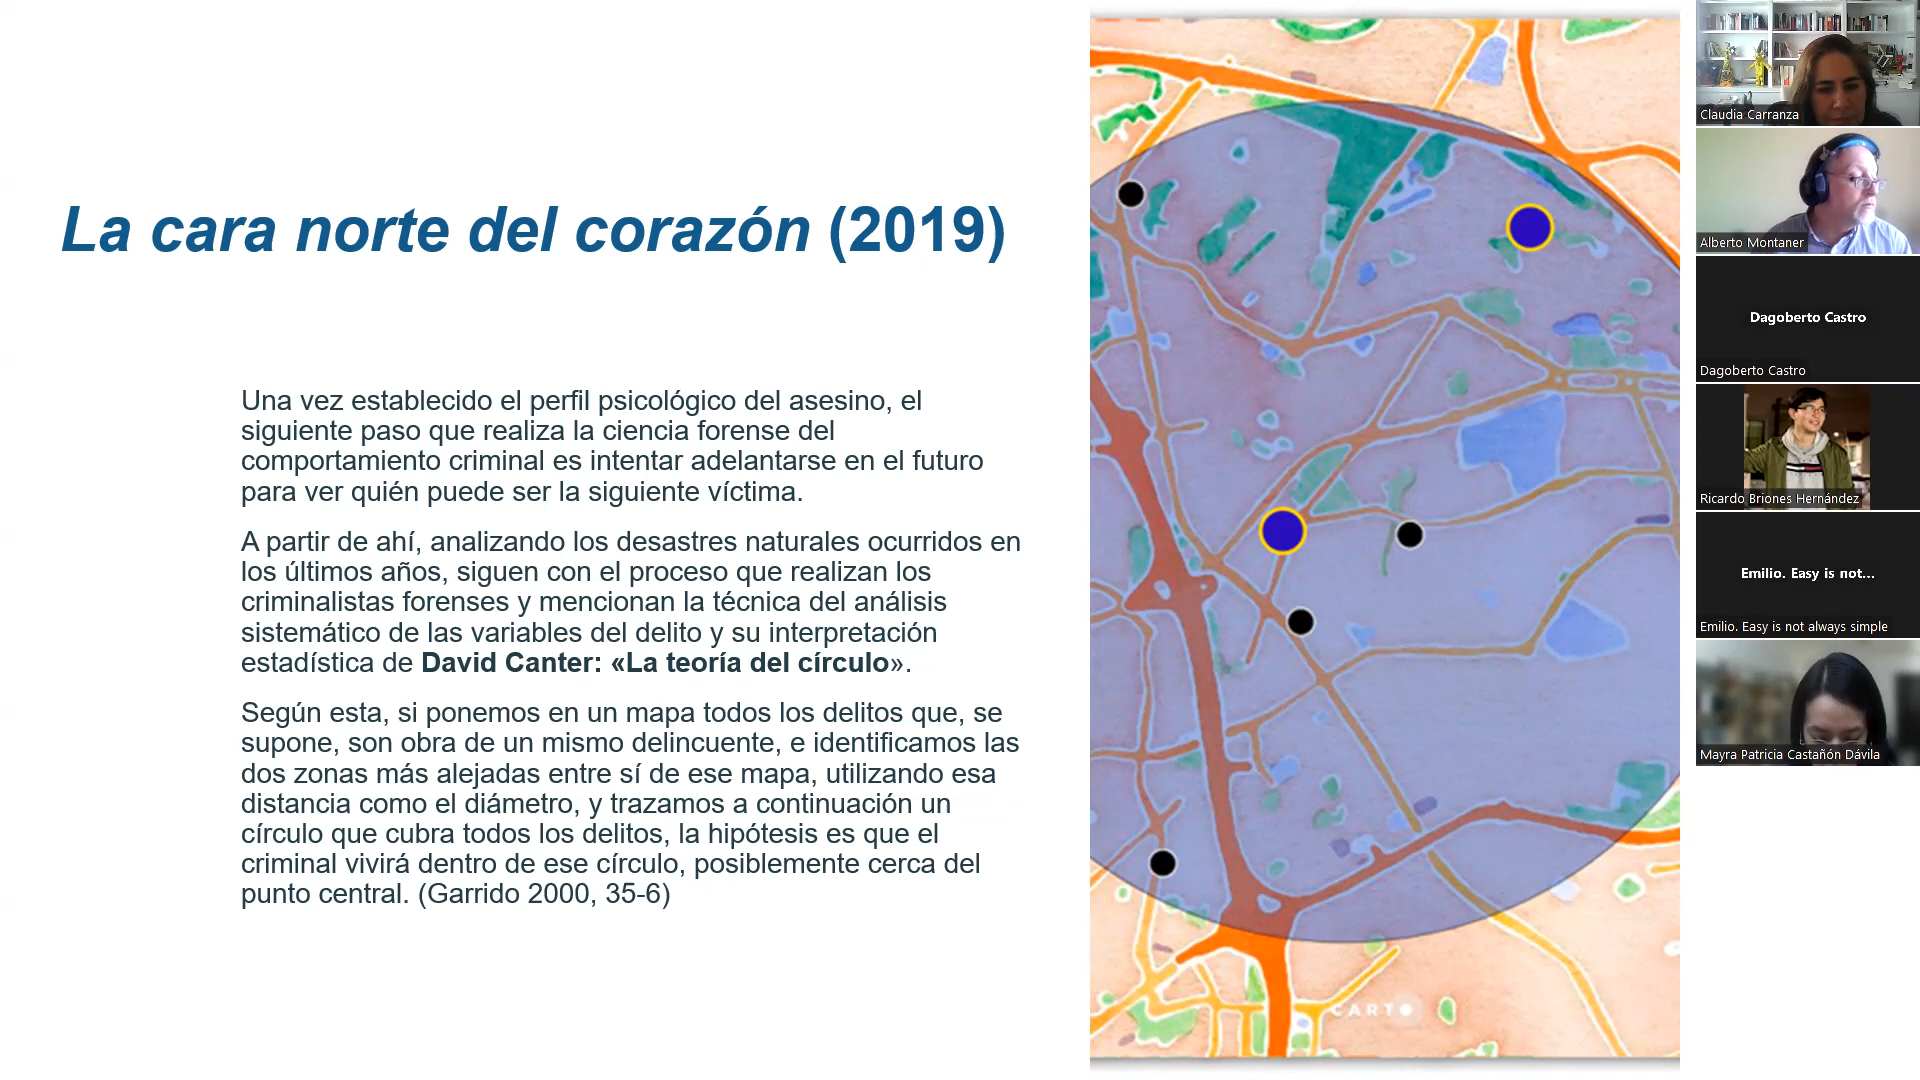 La cara norte del corazón (2019)
Una vez establecido el perfil psicológico del asesino, el
siguiente paso que realiza la ciencia forense del
comportamiento criminal es intentar adelantarse en el futuro
para ver quién puede ser la siguiente víctima.
A partir de ahí, analizando los desastres naturales ocurridos en
los últimos años, siguen con el proceso que realizan los
criminalistas forenses y mencionan la técnica del análisis
sistemático de las variables del delito y su interpretación
estadística de David Canter: «La teoría del círculo».
Según esta, si ponemos en un mapa todos los delitos que, se
supone, son obra de un mismo delincuente, e identificamos las
dos zonas más alejadas entre sí de ese mapa, utilizando esa
distancia como el diámetro, y trazamos a continuación un
círculo que cubra todos los delitos, la hipótesis es que el
criminal vivirá dentro de ese círculo, posiblemente cerca del
punto central. (Garrido 2000, 35-6)
CARTO
Claudia Carranza
Alberto Montaner
Dagoberto Castro
Dagoberto Castro
Ricardo Briones Hernández
Emilio. Easy is not...
Emilio. Easy is not always simple
Mayra Patricia Castañón Dávila